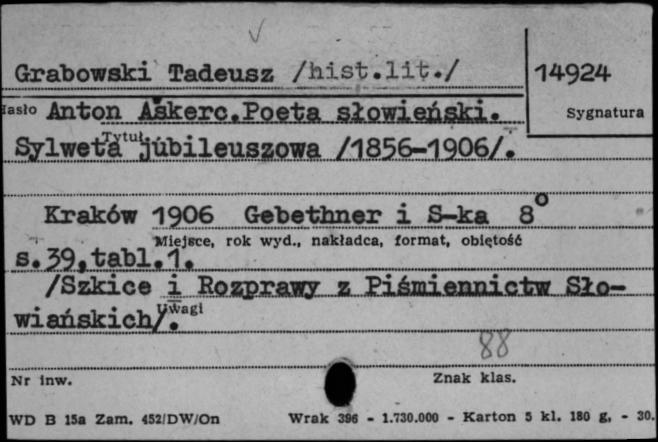 Grabowski Tadeusz /hist.lit./
14924
Hasło Anton Aškerc.Poeta słowieński.
Sygnatura
Tytuł
Sylweta jubileuszowa /1856-1906/.
Kraków 1906 Gebethner i S-ka 8°
Miejsce, rok wyd., nakładca, format, objętość
s.39,tabl.1.
/Szkice i Rozprawy z Piśmiennictw Sło-
Uwagi
wiańskich/.
88
Nr inw.
Znak klas.
WD B 15a Zam. 452/DW/On Wrak 396 - 1.730.000 - Karton 5 kl. 180 g. - 30.